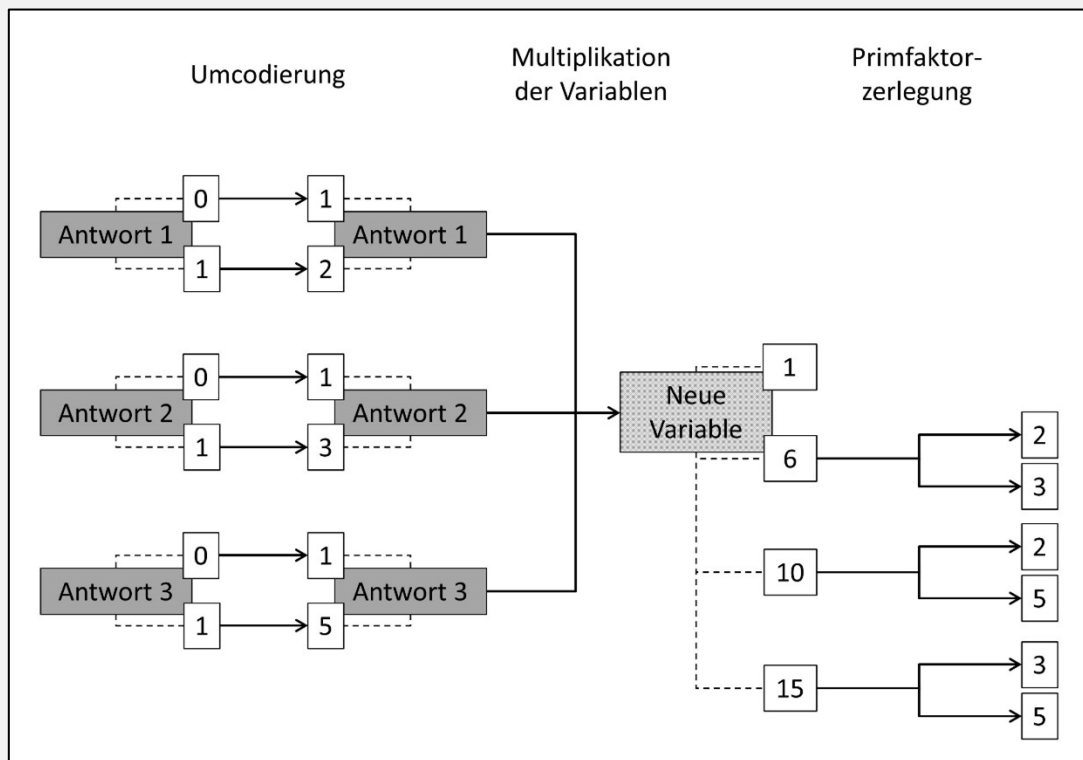 Umcodierung
Multiplikation
der Variablen
Primfaktor-
zerlegung
0 1
Antwort 1 Antwort 1
1 2
0 1
Antwort 2 Antwort 2
1 3
0 1
Antwort 3 Antwort 3
1 5
Neue
Variable
1
6
2
3
10
2
5
15
3
5